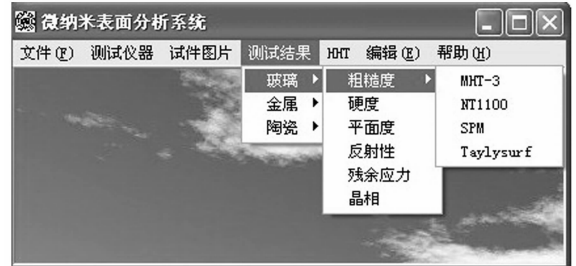 微纳米表面分析系统
文件(F) 测试仪器 试件图片 测试结果 HHT 编辑(E) 帮助(H)
玻璃 粗糙度 MHT-3
金属 硬度 NT1100
陶瓷 平面度 SPM
反射性 Taylysurf
残余应力
晶相